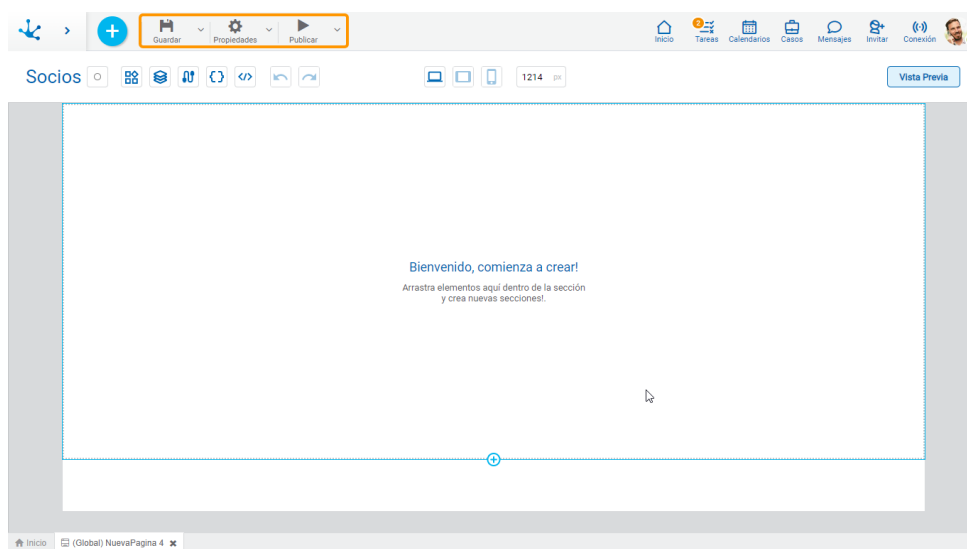 Guardar Propiedades Publicar
2
Inicio Tareas Calendarios Casos Mensajes Invitar Conexión
Socios 1214 px Vista Previa
Bienvenido, comienza a crear!
Arrastra elementos aquí dentro de la sección
y crea nuevas secciones!.
Inicio (Global) NuevaPagina 4